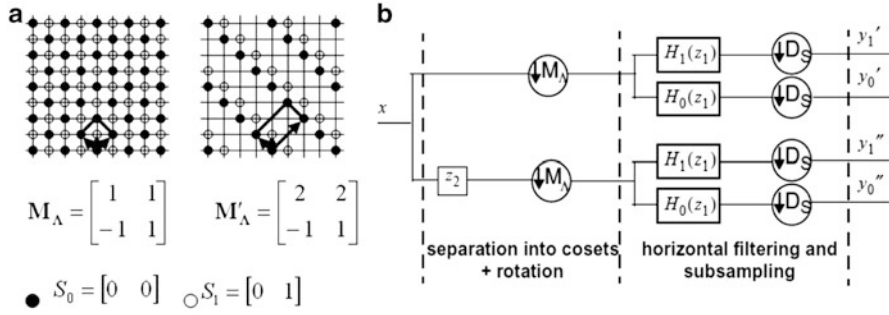 a
M_Λ = [1 1; -1 1]
M'_Λ = [2 2; -1 1]
S_0 = [0 0]
S_1 = [0 1]
b
x
z_2
↓M_Λ
↓M_Λ
H_1(z_1)
H_0(z_1)
H_1(z_1)
H_0(z_1)
↓D_S
↓D_S
↓D_S
↓D_S
y_1'
y_0'
y_1''
y_0''
separation into cosets
+ rotation
horizontal filtering and
subsampling